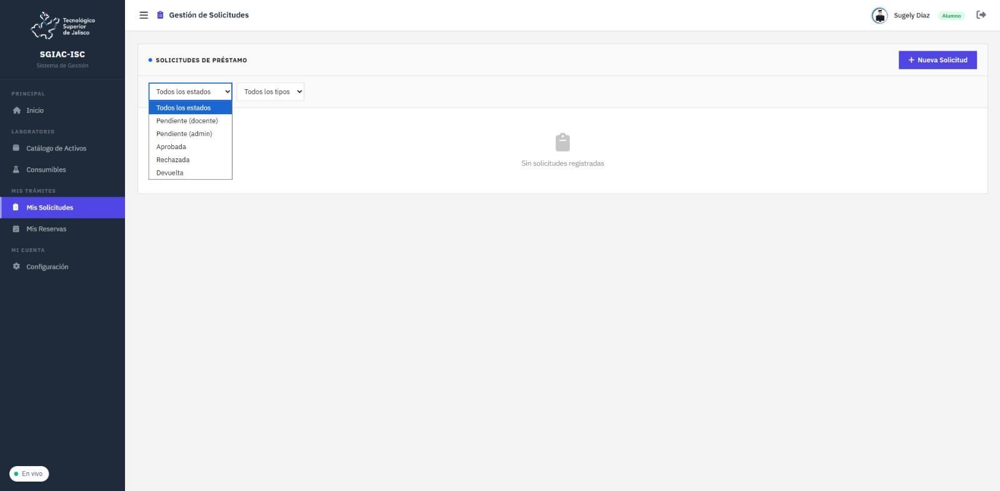 Tecnológico
Superior
de Jalisco
SGIAC-ISC
Sistema de Gestión
PRINCIPAL
Inicio
LABORATORIO
Catálogo de Activos
Consumibles
MIS TRÁMITES
Mis Solicitudes
Mis Reservas
MI CUENTA
Configuración
En vivo
Gestión de Solicitudes
Sugely Diaz
Alumno
SOLICITUDES DE PRÉSTAMO
+ Nueva Solicitud
Todos los estados
Todos los tipos
Todos los estados
Pendiente (docente)
Pendiente (admin)
Aprobada
Rechazada
Devuelta
Sin solicitudes registradas